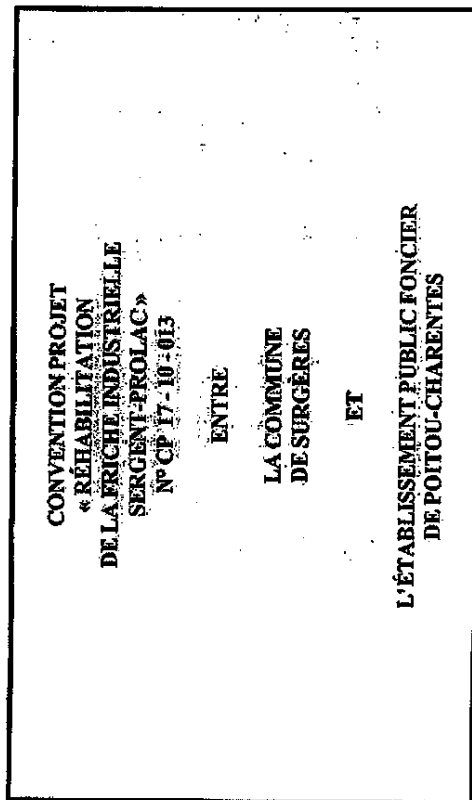 CONVENTION PROJET
« RÉHABILITATION
DE LA FRICHE INDUSTRIELLE
SERGENT-PROLAC»
N° CP 17 - 10 - 013
ENTRE
LA COMMUNE
DE SURGÈRES
ET
L'ÉTABLISSEMENT PUBLIC FONCIER
DE POITOU-CHARENTES